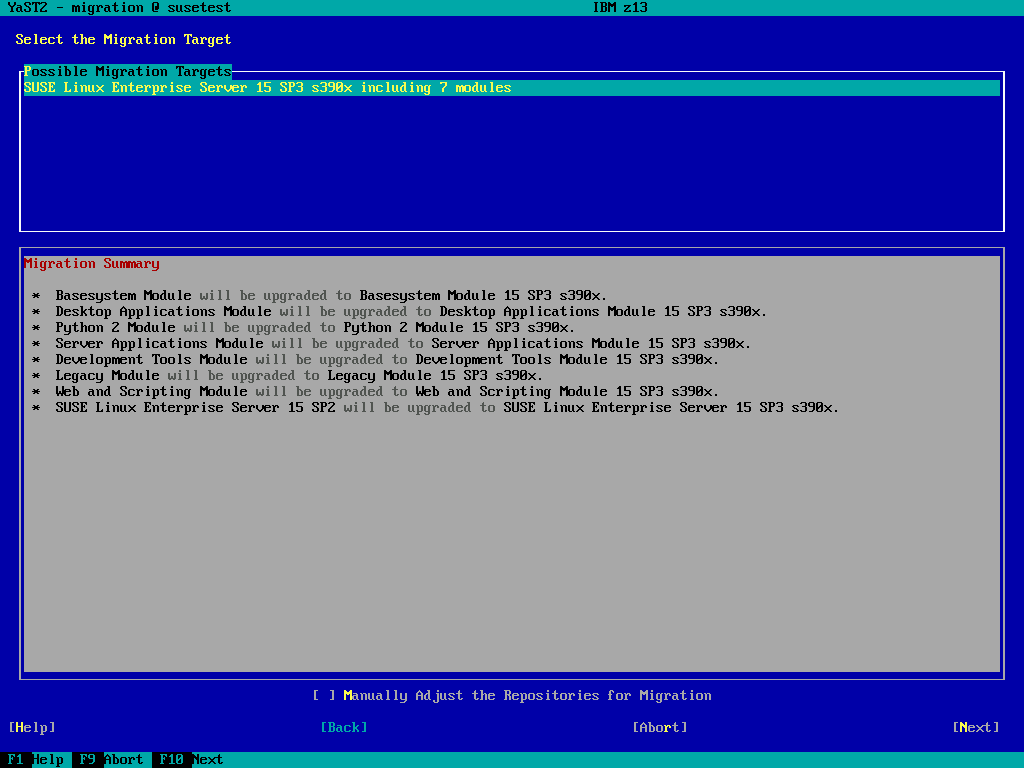 YaST2 - migration @ susetest IBM z13
Select the Migration Target
Possible Migration Targets
SUSE Linux Enterprise Server 15 SP3 s390x including 7 modules
Migration Summary
* Basesystem Module will be upgraded to Basesystem Module 15 SP3 s390x.
* Desktop Applications Module will be upgraded to Desktop Applications Module 15 SP3 s390x.
* Python 2 Module will be upgraded to Python 2 Module 15 SP3 s390x.
* Server Applications Module will be upgraded to Server Applications Module 15 SP3 s390x.
* Development Tools Module will be upgraded to Development Tools Module 15 SP3 s390x.
* Legacy Module will be upgraded to Legacy Module 15 SP3 s390x.
* Web and Scripting Module will be upgraded to Web and Scripting Module 15 SP3 s390x.
* SUSE Linux Enterprise Server 15 SP2 will be upgraded to SUSE Linux Enterprise Server 15 SP3 s390x.
[ ] Manually Adjust the Repositories for Migration
[Help] [Back] [Abort] [Next]
F1 Help F9 Abort F10 Next